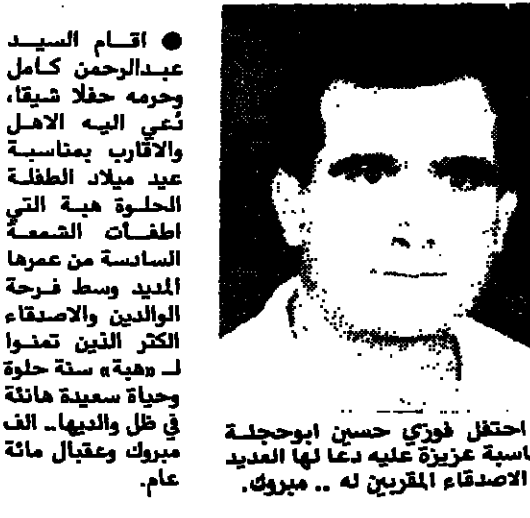 ● اقام السيد
عبدالرحمن كامل
وحرمه حفلا شيقا،
دُعي اليه الاهل
والاقارب بمناسبة
عيد ميلاد الطفلة
الحلوة هبة التي
اطفأت الشمعة
السادسة من عمرها
المديد وسط فرحة
الوالدين والاصدقاء
الكثر الذين تمنوا
لـ «هبة» سنة حلوة
وحياة سعيدة هانئة
في ظل والديها.. الف
مبروك وعقبال مائة
عام.
احتفل فوزي حسين ابوحجلة
اسبة عزيزة عليه دعا لها العديد
الاصدقاء المقربين له .. مبروك.